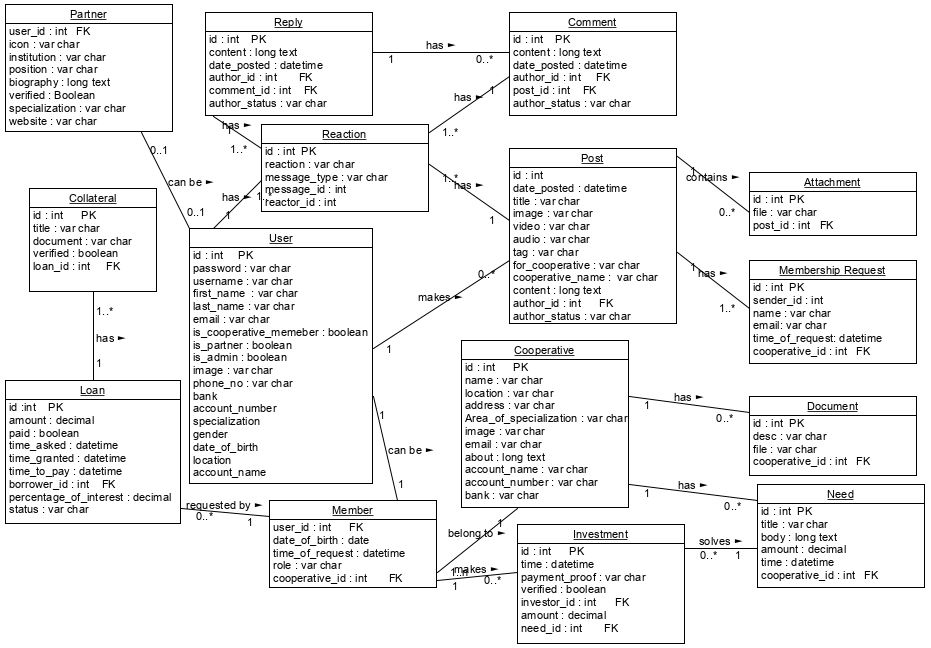 Partner
user_id : int   FK
icon : var char
institution : var char
position : var char
biography : long text
verified : Boolean
specialization : var char
website : var char
Reply
id : int    PK
content : long text
date_posted : datetime
author_id : int       FK
comment_id : int    FK
author_status : var char
has ►
1
0..*
Comment
id : int   PK
content : long text
date_posted : datetime
author_id : int    FK
post_id : int    FK
author_status : var char
has ►
1
1..*
has ►
1
1..*
Reaction
id : int  PK
reaction : var char
message_type : var char
message_id : int
reactor_id : int
0..1
can be ►
0..1
has ►
1
1..*
1..*
has ►
1
Post
id : int
date_posted : datetime
title : var char
image : var char
video : var char
audio : var char
tag : var char
for_cooperative : var char
cooperative_name :  var char
content : long text
author_id : int      FK
author_status : var char
1
contains ►
0..*
Attachment
id : int  PK
file : var char
post_id : int   FK
1
has ►
1..*
Membership Request
id : int  PK
sender_id : int
name : var char
email: var char
time_of_request: datetime
cooperative_id : int   FK
Collateral
id : int      PK
title : var char
document : var char
verified : boolean
loan_id : int     FK
1..*
has ►
1
User
id : int    PK
password : var char
username : var char
first_name  : var char
last_name : var char
email : var char
is_cooperative_memeber : boolean
is_partner : boolean
is_admin : boolean
image : var char
phone_no : var char
bank
account_number
specialization
gender
date_of_birth
location
account_name
0..*
makes ►
1
1
can be ►
1
Cooperative
id : int     PK
name : var char
location : var char
address : var char
Area_of_specialization : var char
image : var char
email : var char
about : long text
account_name : var char
account_number : var char
bank : var char
1
has ►
0..*
Document
id : int  PK
desc : var char
file : var char
cooperative_id : int   FK
Loan
id :int    PK
amount : decimal
paid : boolean
time_asked : datetime
time_granted : datetime
time_to_pay : datetime
borrower_id : int     FK
percentage_of_interest : decimal
status : var char
requested by ►
0..*
1
Member
user_id : int     FK
date_of_birth : date
time_of_request : datetime
role : var char
cooperative_id : int      FK
1
belong to ►
1..n
makes ►
1
0..*
Investment
id : int     PK
time : datetime
payment_proof : var char
verified : boolean
investor_id : int     FK
amount : decimal
need_id : int      FK
solves ►
0..*
1
1
has ►
0..*
Need
id : int  PK
title : var char
body : long text
amount : decimal
time : datetime
cooperative_id : int   FK